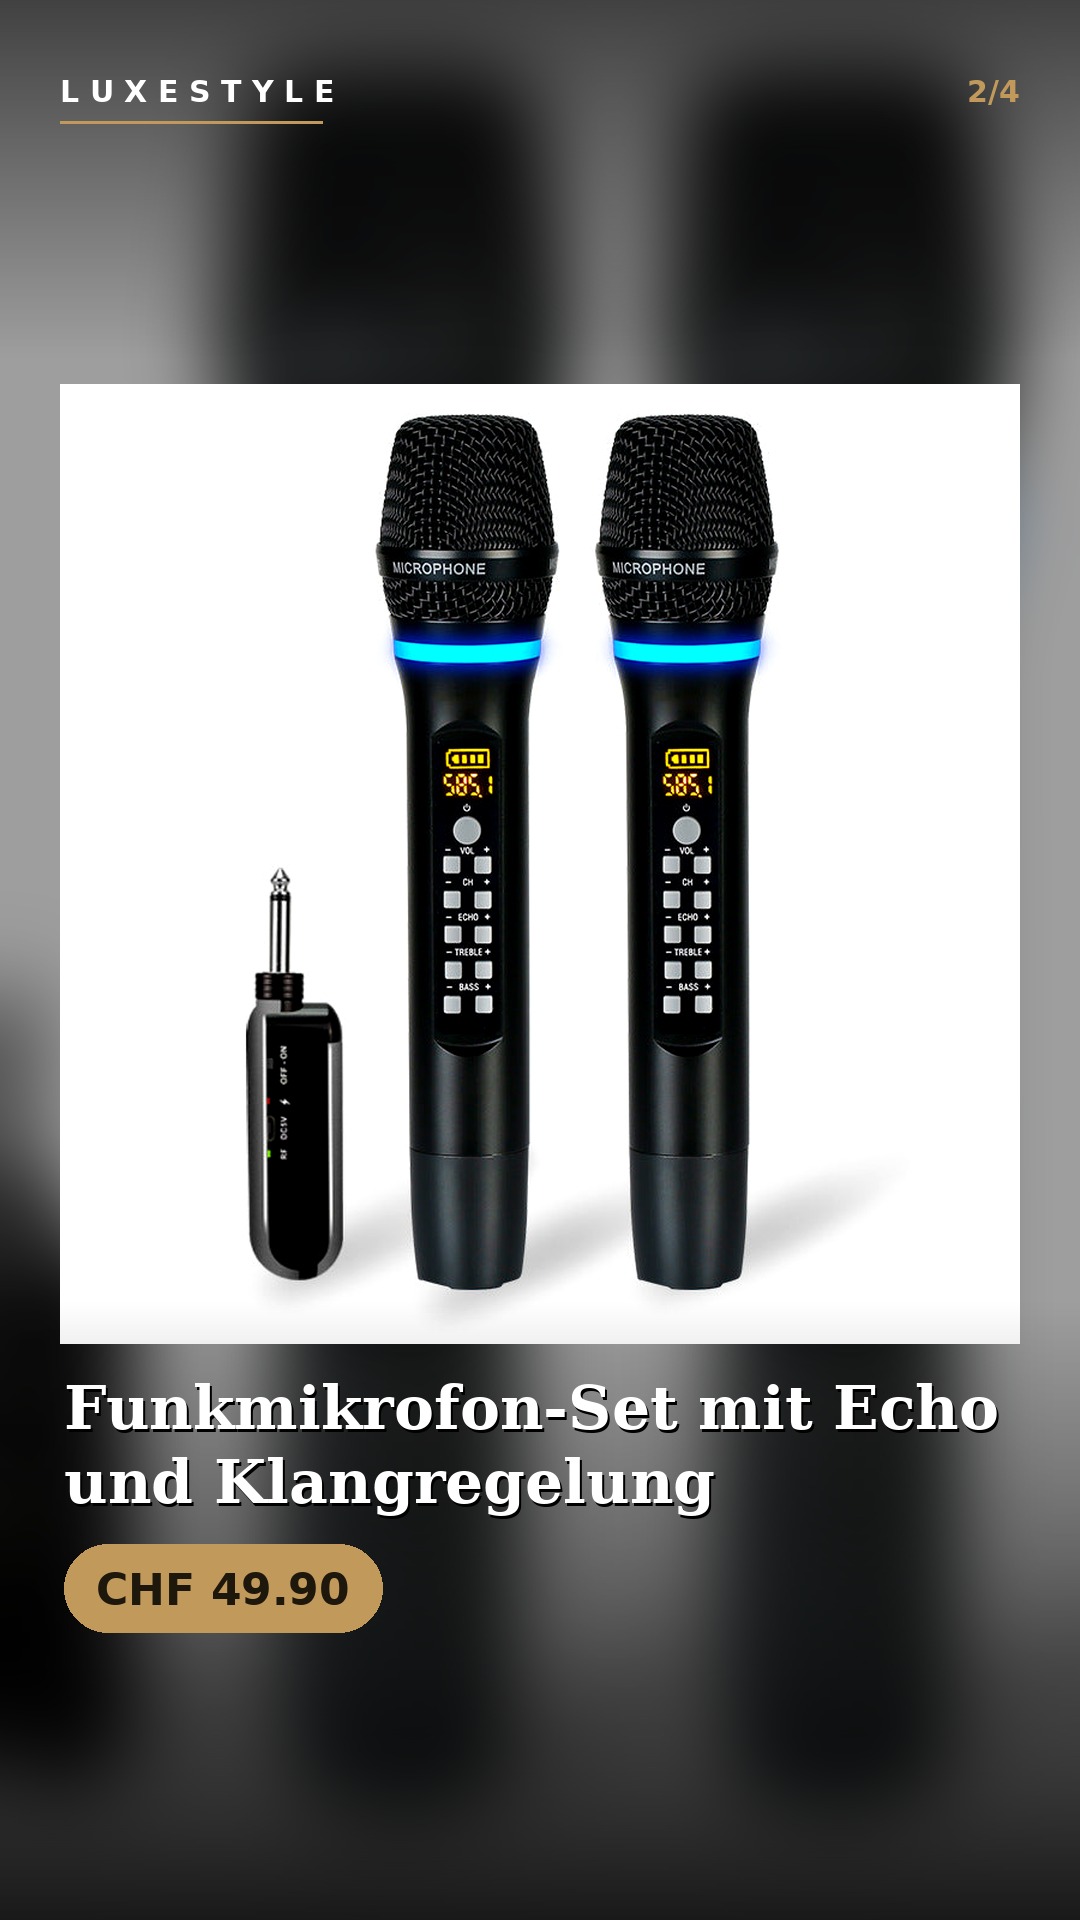 LUXESTYLE
2/4
MICROPHONE
MICROPHONE
585.1
585.1
- VOL +
- VOL +
- CH +
- CH +
- ECHO +
- ECHO +
- TREBLE +
- TREBLE +
- BASS +
- BASS +
OFF - ON
DC5V
RF
Funkmikrofon-Set mit Echo
und Klangregelung
CHF 49.90